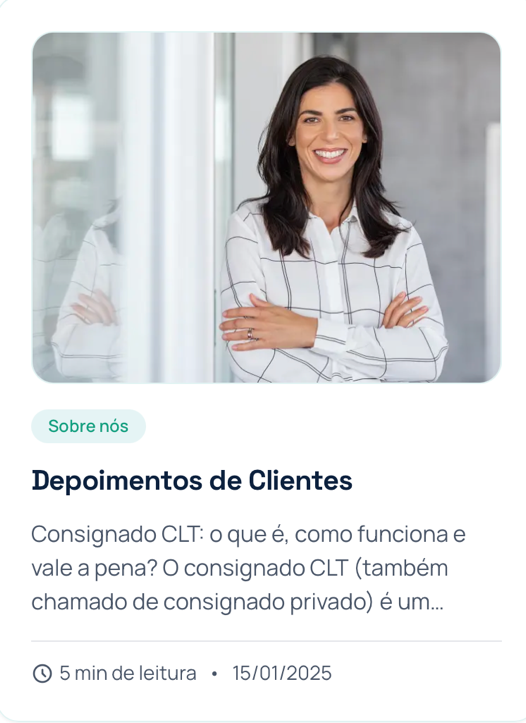 Sobre nós
Depoimentos de Clientes
Consignado CLT: o que é, como funciona e
vale a pena? O consignado CLT (também
chamado de consignado privado) é um...
5 min de leitura • 15/01/2025